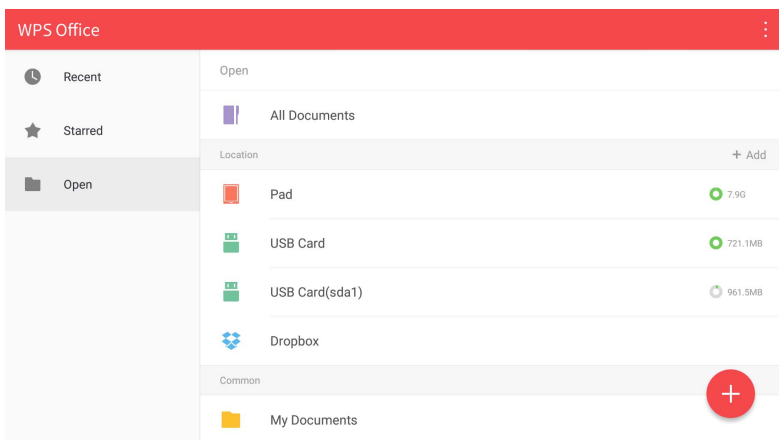 WPS Office
Recent
Starred
Open
Open
All Documents
Location
+ Add
Pad
7.9G
USB Card
721.1MB
USB Card(sda1)
961.5MB
Dropbox
Common
My Documents